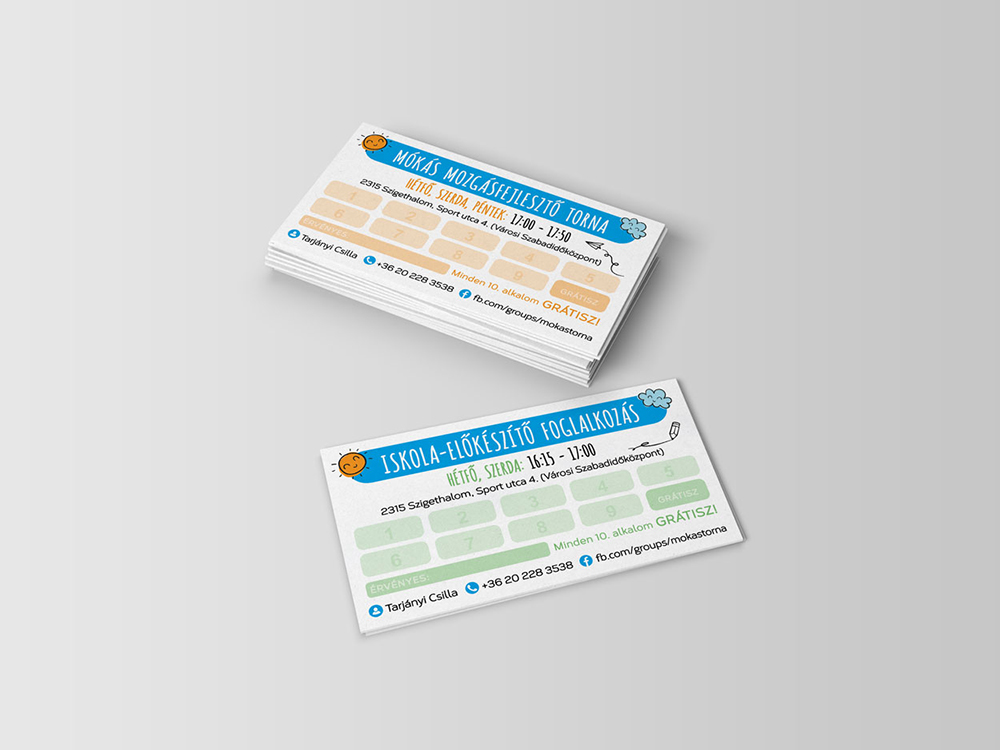 MÓKÁS MOZGÁSFEJLESZTŐ TORNA
HÉTFŐ, SZERDA, PÉNTEK: 17:00 - 17:50
2315 Szigethalom, Sport utca 4. (Városi Szabadidőközpont)
1 2 3 4 5
6 7 8 9 GRÁTISZ
ÉRVÉNYES: Minden 10. alkalom GRÁTISZ!
Tarjányi Csilla +36 20 228 3538 fb.com/groups/mokastorna
ISKOLA-ELŐKÉSZÍTŐ FOGLALKOZÁS
HÉTFŐ, SZERDA: 16:15 - 17:00
2315 Szigethalom, Sport utca 4. (Városi Szabadidőközpont)
1 2 3 4 5
6 7 8 9 GRÁTISZ
ÉRVÉNYES: Minden 10. alkalom GRÁTISZ!
Tarjányi Csilla +36 20 228 3538 fb.com/groups/mokastorna